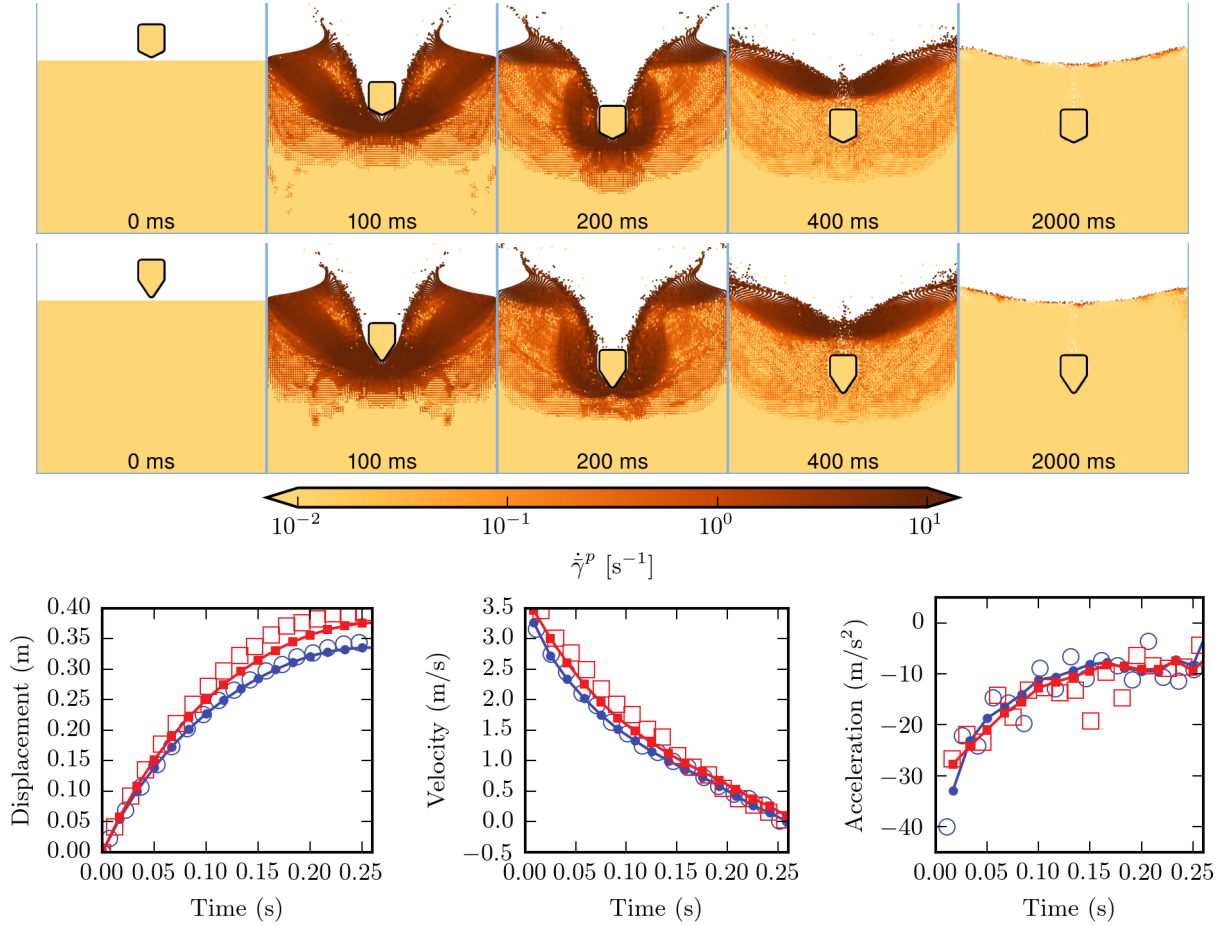 0 ms 100 ms 200 ms 400 ms 2000 ms
0 ms 100 ms 200 ms 400 ms 2000 ms
10⁻² 10⁻¹ 10⁰ 10¹
γ̄̇ᵖ [s⁻¹]
Displacement (m)
0.40
0.35
0.30
0.25
0.20
0.15
0.10
0.05
0.00
0.00 0.05 0.10 0.15 0.20 0.25
Time (s)
Velocity (m/s)
3.5
3.0
2.5
2.0
1.5
1.0
0.5
0.0
−0.5
0.00 0.05 0.10 0.15 0.20 0.25
Time (s)
Acceleration (m/s²)
0
−10
−20
−30
−40
0.00 0.05 0.10 0.15 0.20 0.25
Time (s)